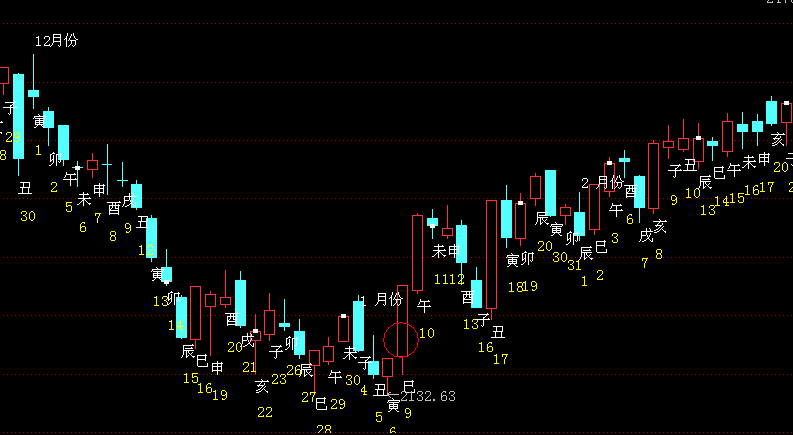 12月份
子
29
8
丑
30
寅
1
卯
2
午
5
未
6
申
7
酉
8
戌
9
丑
12
寅
13
卯
14
辰
15
巳
16
申
19
酉
20
戌
21
亥
22
子
23
卯
26
辰
27
巳
28
午
29
未
30
1 月份
子
4
丑
5
寅
6
巳
9
←2132.63
午
10
未
11
申
12
酉
13
子
16
丑
17
寅
18
卯
19
辰
20
寅
30
卯
31
辰
1
巳
2
2 月份
午
3
酉
6
戌
7
亥
8
子
9
丑
10
辰
13
巳
14
午
15
未
16
申
17
亥
20